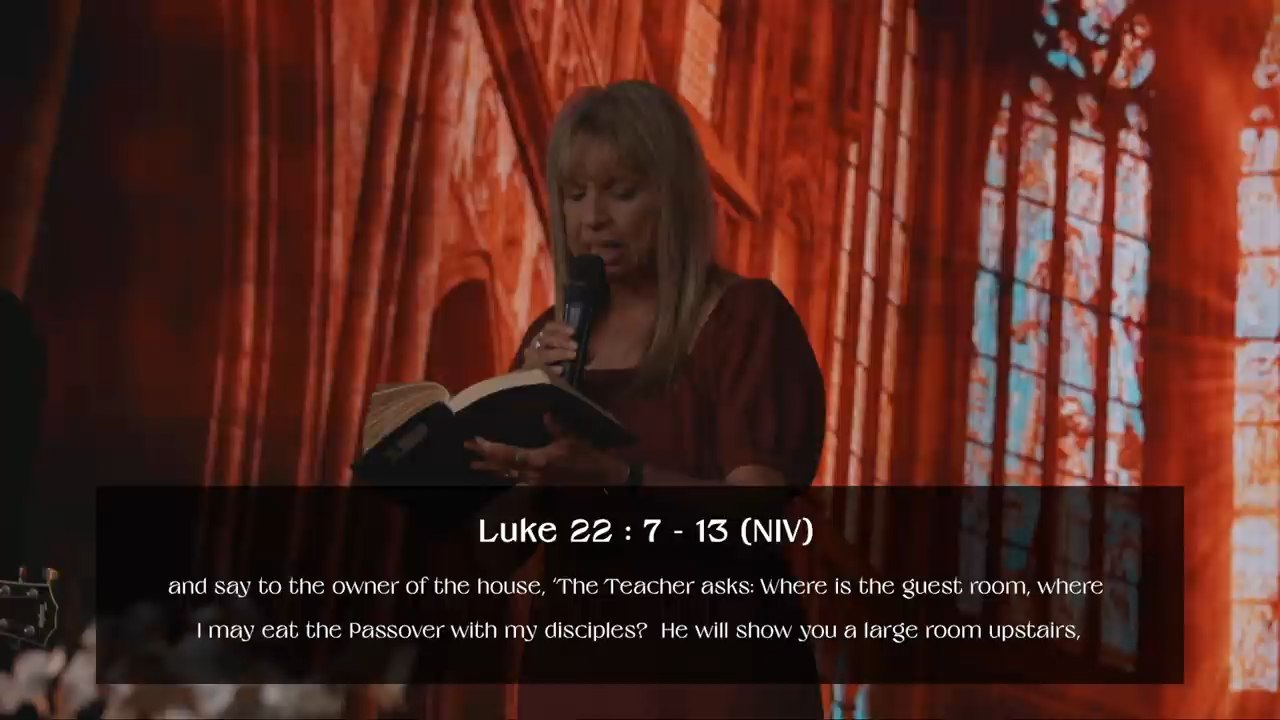 Luke 22 : 7 - 13 (NIV)
and say to the owner of the house, ‘The Teacher asks: Where is the guest room, where
I may eat the Passover with my disciples?  He will show you a large room upstairs,